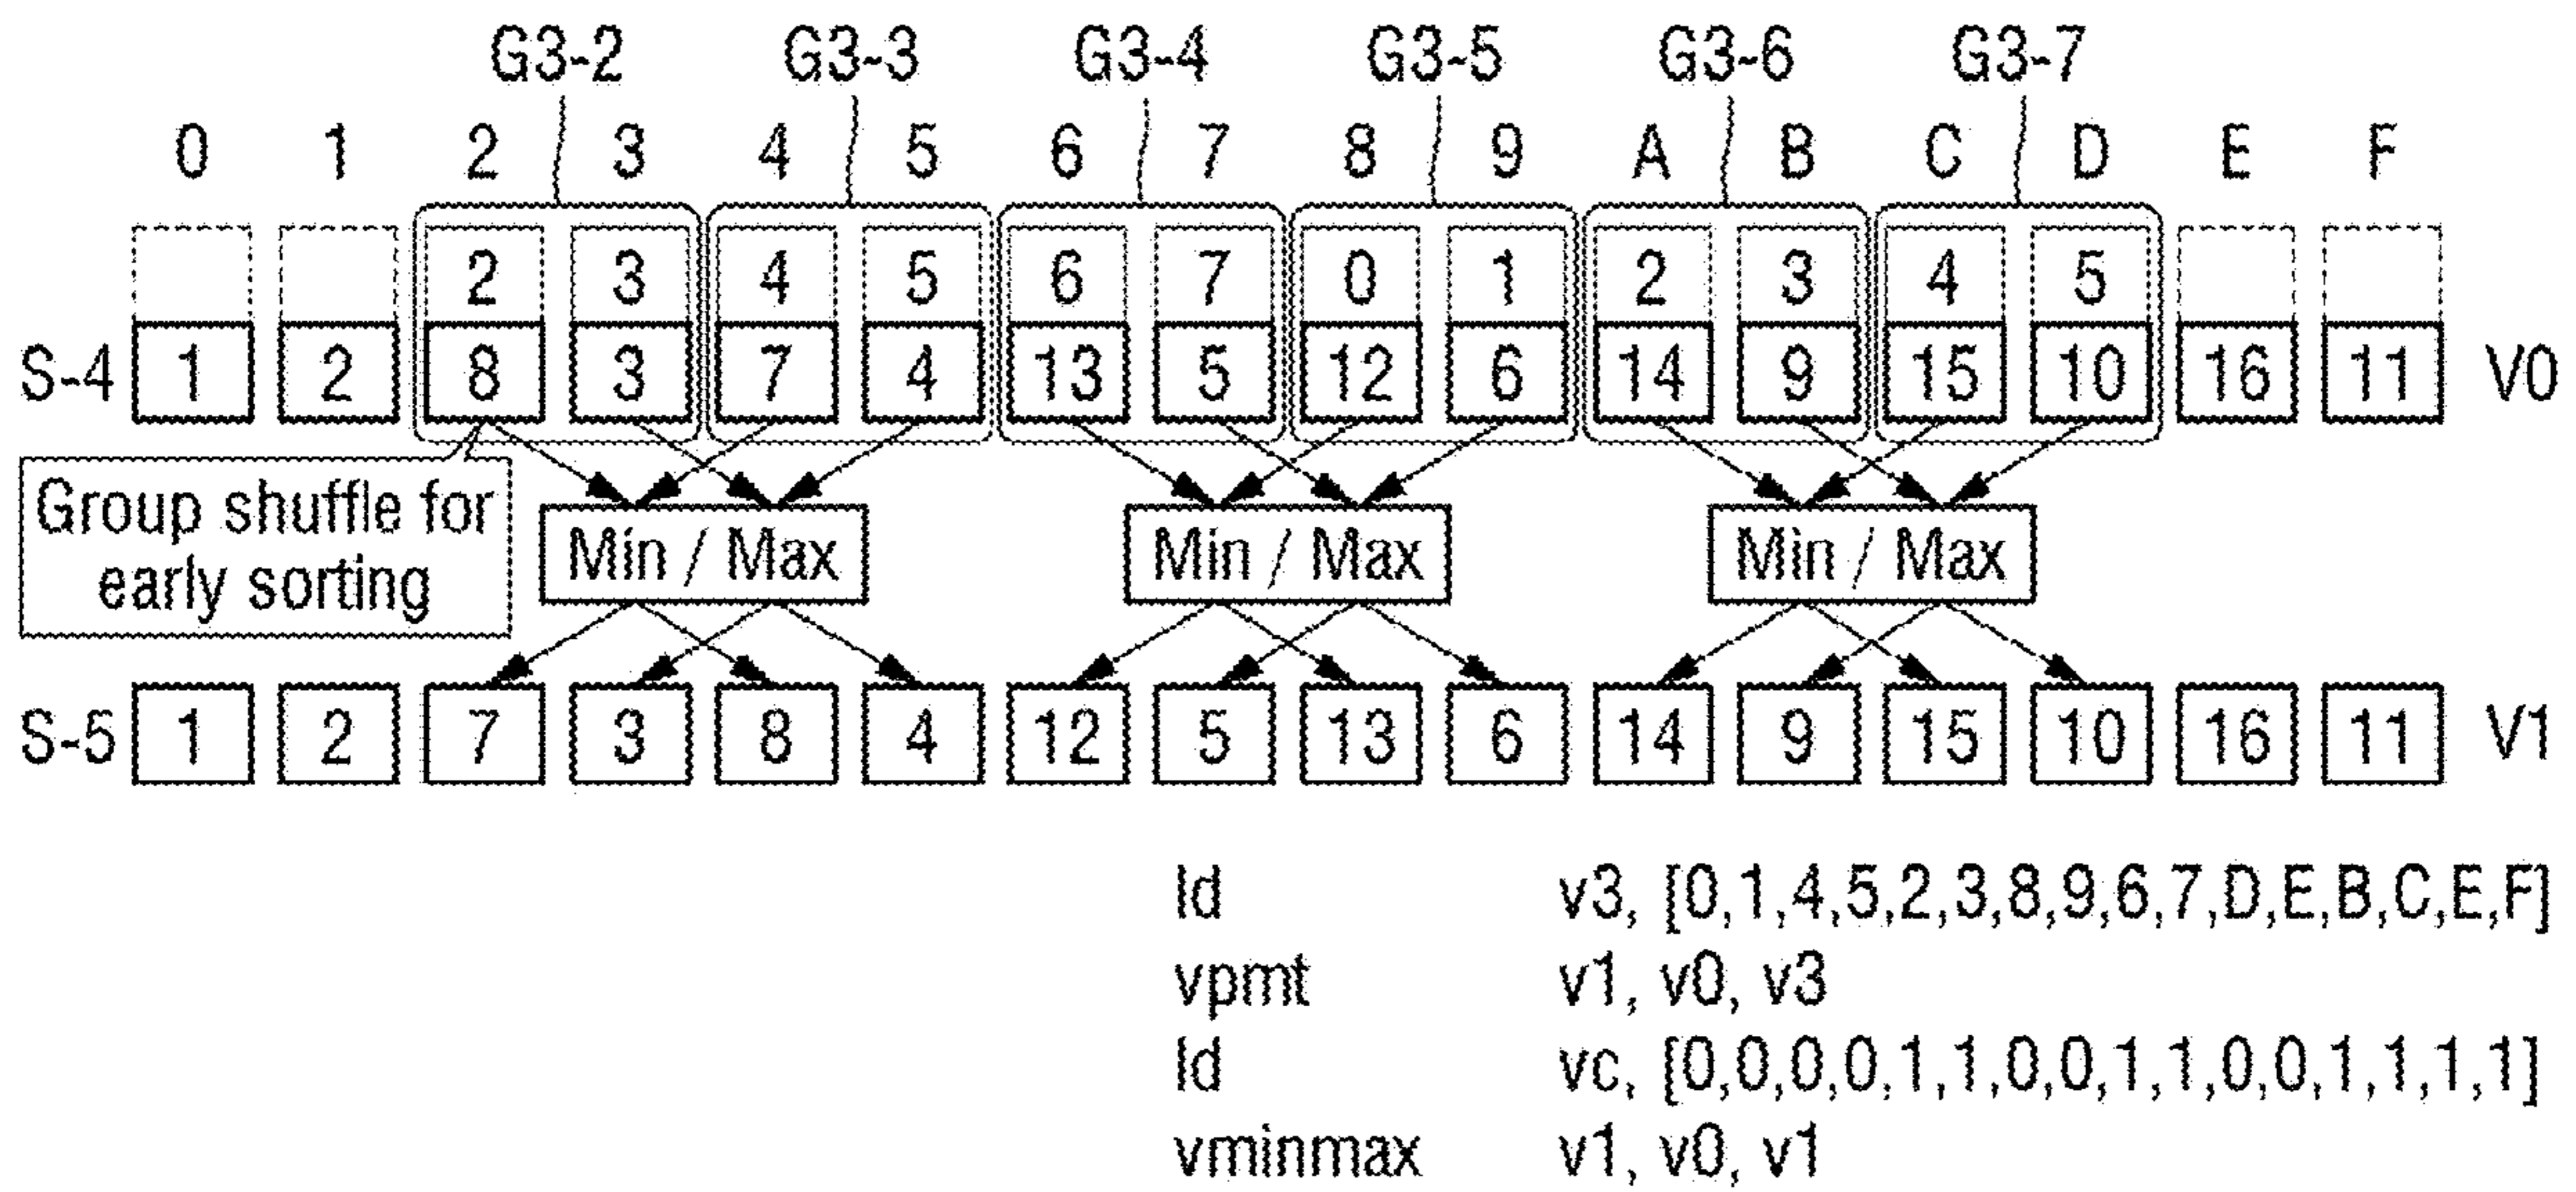 G3-2 G3-3 G3-4 G3-5 G3-6 G3-7
0 1 2 3 4 5 6 7 8 9 A B C D E F
2 3 4 5 6 7 0 1 2 3 4 5
S-4 1 2 8 3 7 4 13 5 12 6 14 9 15 10 16 11 V0
Group shuffle for
early sorting
Min / Max Min / Max Min / Max
S-5 1 2 7 3 8 4 12 5 13 6 14 9 15 10 16 11 V1
ld v3, [0,1,4,5,2,3,8,9,6,7,D,E,B,C,E,F]
vpmt v1, v0, v3
ld vc, [0,0,0,0,1,1,0,0,1,1,0,0,1,1,1,1]
vminmax v1, v0, v1